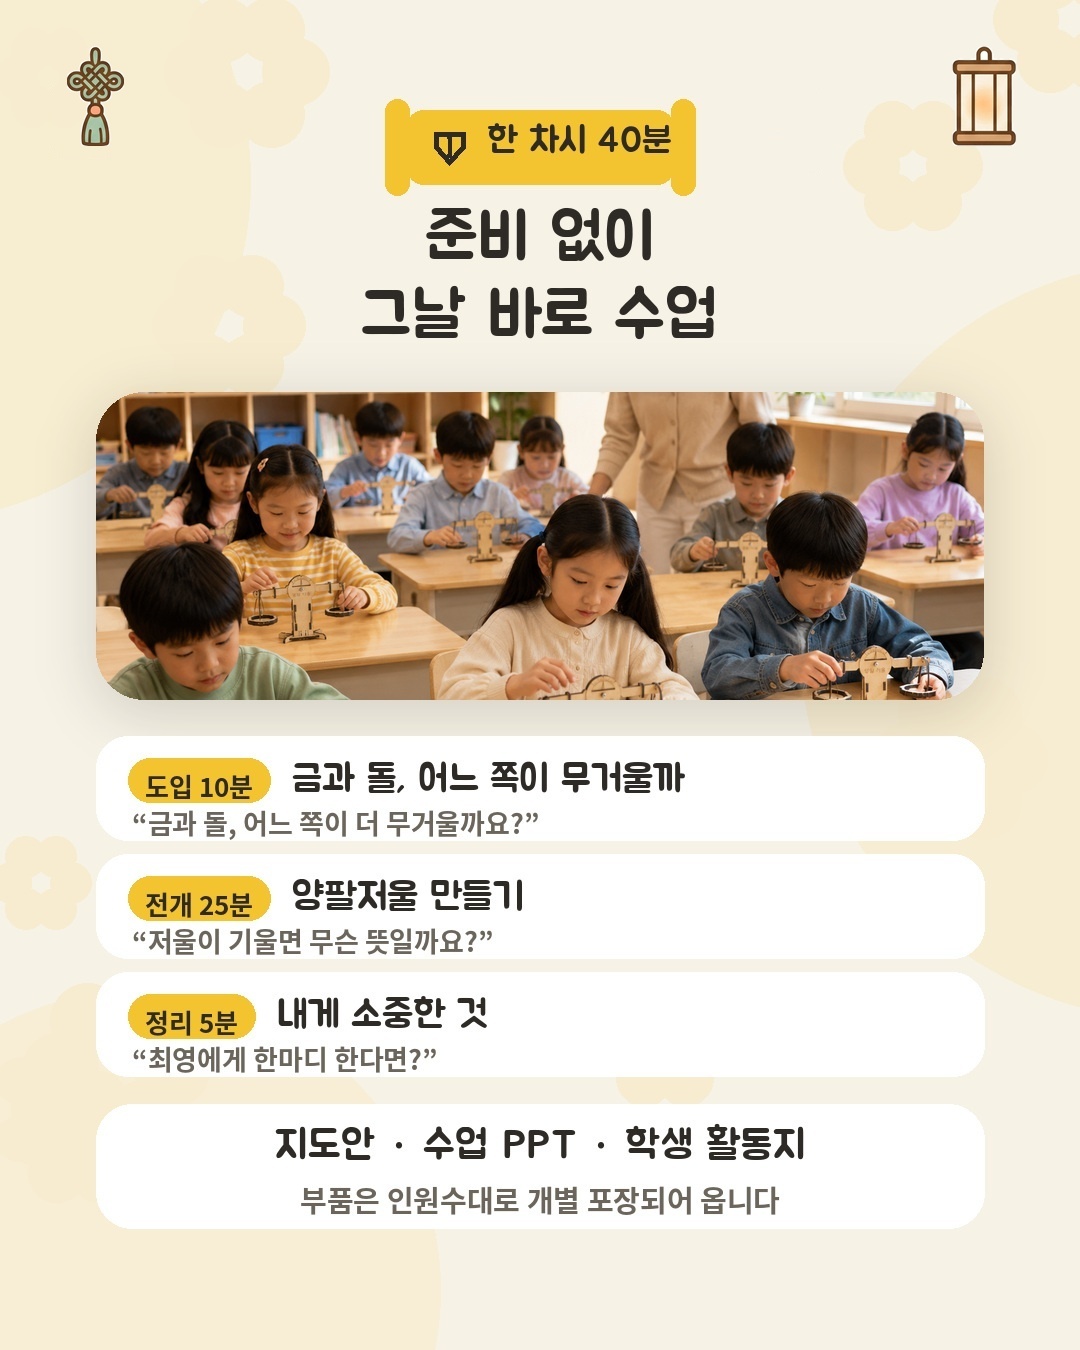 한 차시 40분
준비 없이
그날 바로 수업
도입 10분 금과 돌, 어느 쪽이 무거울까
“금과 돌, 어느 쪽이 더 무거울까요?”
전개 25분 양팔저울 만들기
“저울이 기울면 무슨 뜻일까요?”
정리 5분 내게 소중한 것
“최영에게 한마디 한다면?”
지도안 · 수업 PPT · 학생 활동지
부품은 인원수대로 개별 포장되어 옵니다